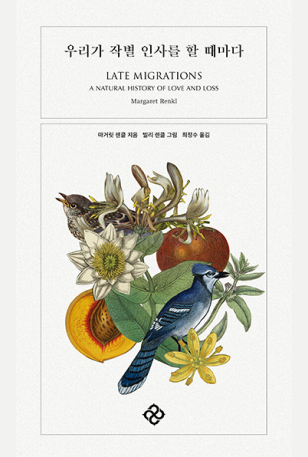 우리가 작별 인사를 할 때마다
LATE MIGRATIONS
A NATURAL HISTORY OF LOVE AND LOSS
Margaret Renkl
마거릿 렌클 지음 빌리 렌클 그림 최정수 옮김